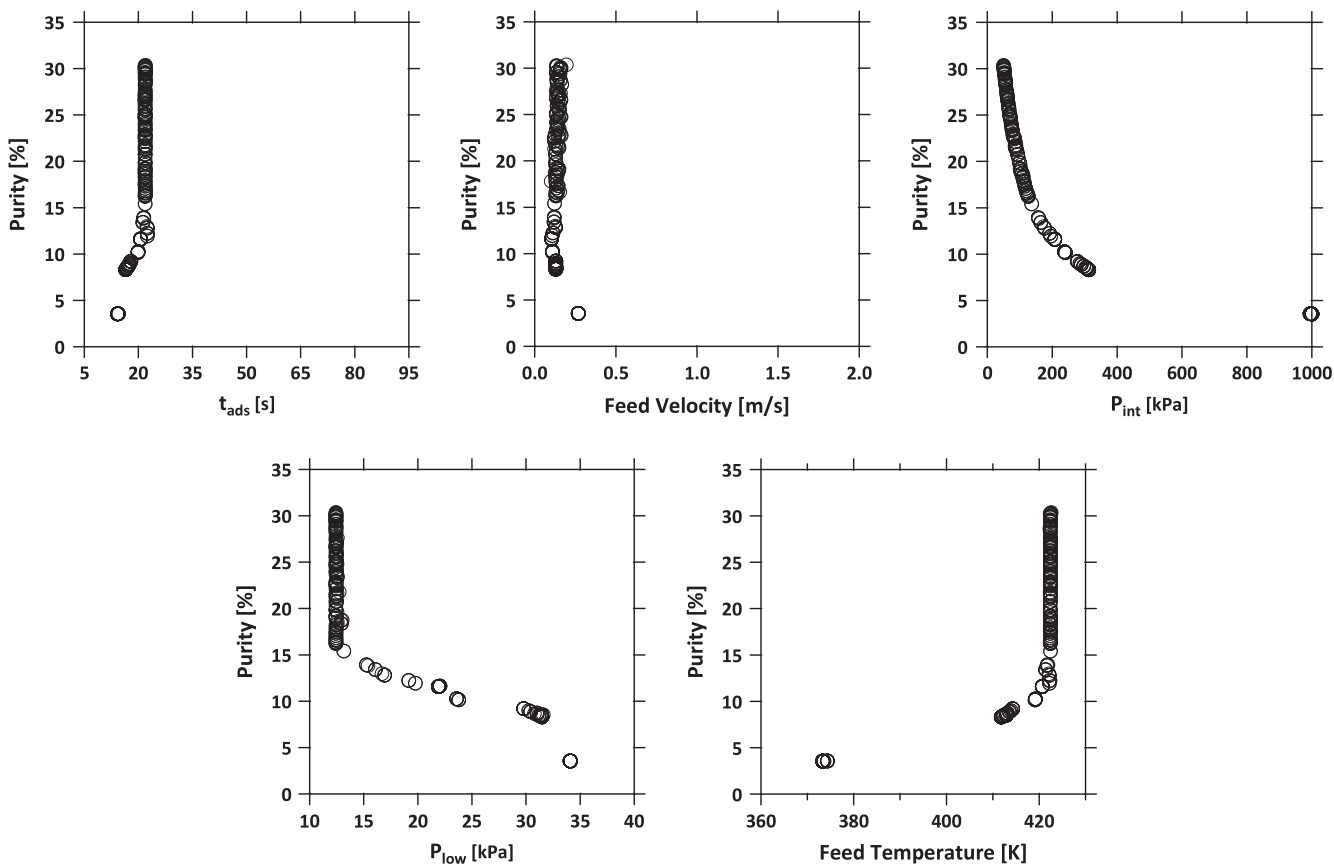 35
30
25
20
15
10
5
0
Purity [%]
5 20 35 50 65 80 95
t_ads [s]
35
30
25
20
15
10
5
0
Purity [%]
0.0 0.5 1.0 1.5 2.0
Feed Velocity [m/s]
35
30
25
20
15
10
5
0
Purity [%]
0 200 400 600 800 1000
P_int [kPa]
35
30
25
20
15
10
5
0
Purity [%]
10 15 20 25 30 35 40
P_low [kPa]
35
30
25
20
15
10
5
0
Purity [%]
360 380 400 420
Feed Temperature [K]